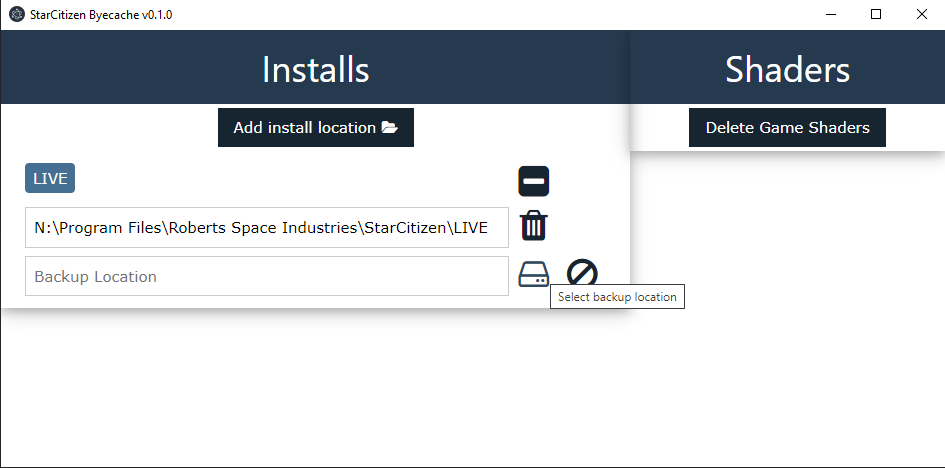 StarCitizen Byecache v0.1.0
Installs
Shaders
Add install location
Delete Game Shaders
LIVE
N:\Program Files\Roberts Space Industries\StarCitizen\LIVE
Backup Location
Select backup location